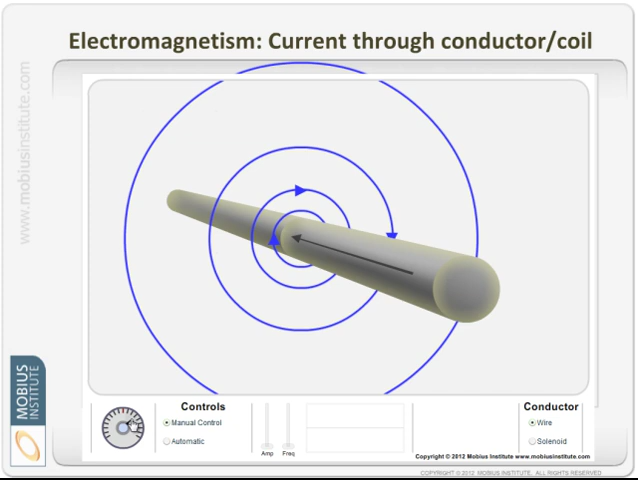 Electromagnetism: Current through conductor/coil
www.mobiusinstitute.com
MOBIUS
INSTITUTE
Controls
Manual Control
Automatic
Amp
Freq
Conductor
Wire
Solenoid
Copyright © 2012 Mobius Institute www.mobiusinstitute.com
COPYRIGHT © 2012 MOBIUS INSTITUTE. ALL RIGHTS RESERVED